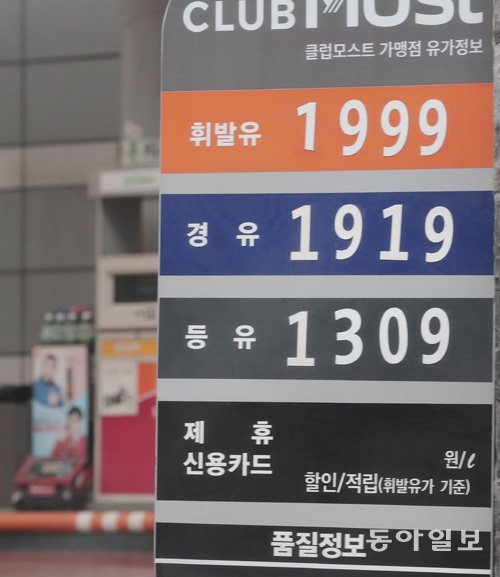 CLUB MOST
클럽모스트 가맹점 유가정보
휘발유 1999
경 유 1919
등 유 1309
제 휴
신용카드
원/ℓ
할인/적립(휘발유가 기준)
품질정보
동아일보